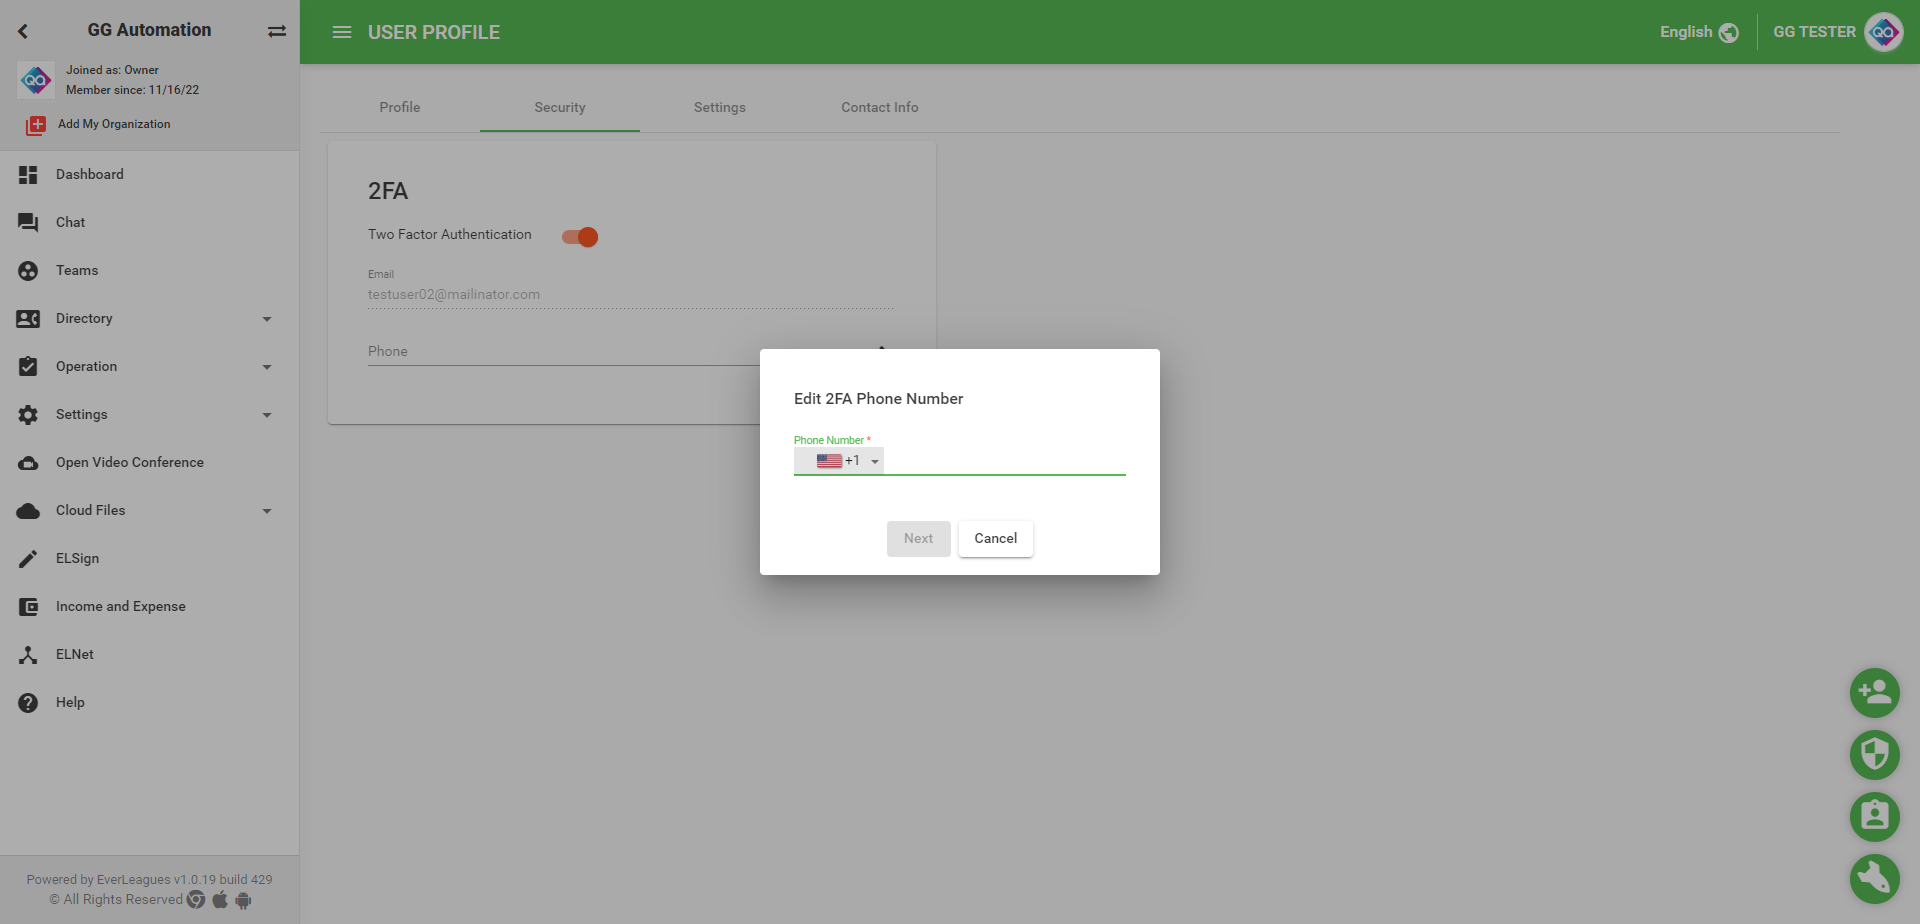 GG Automation
Joined as: Owner
Member since: 11/16/22
Add My Organization
Dashboard
Chat
Teams
Directory
Operation
Settings
Open Video Conference
Cloud Files
ELSign
Income and Expense
ELNet
Help
Powered by EverLeagues v1.0.19 build 429
© All Rights Reserved
USER PROFILE
English
GG TESTER
QA
Profile
Security
Settings
Contact Info
2FA
Two Factor Authentication
Email
testuser02@mailinator.com
Phone
Edit 2FA Phone Number
Phone Number *
+1
Next
Cancel